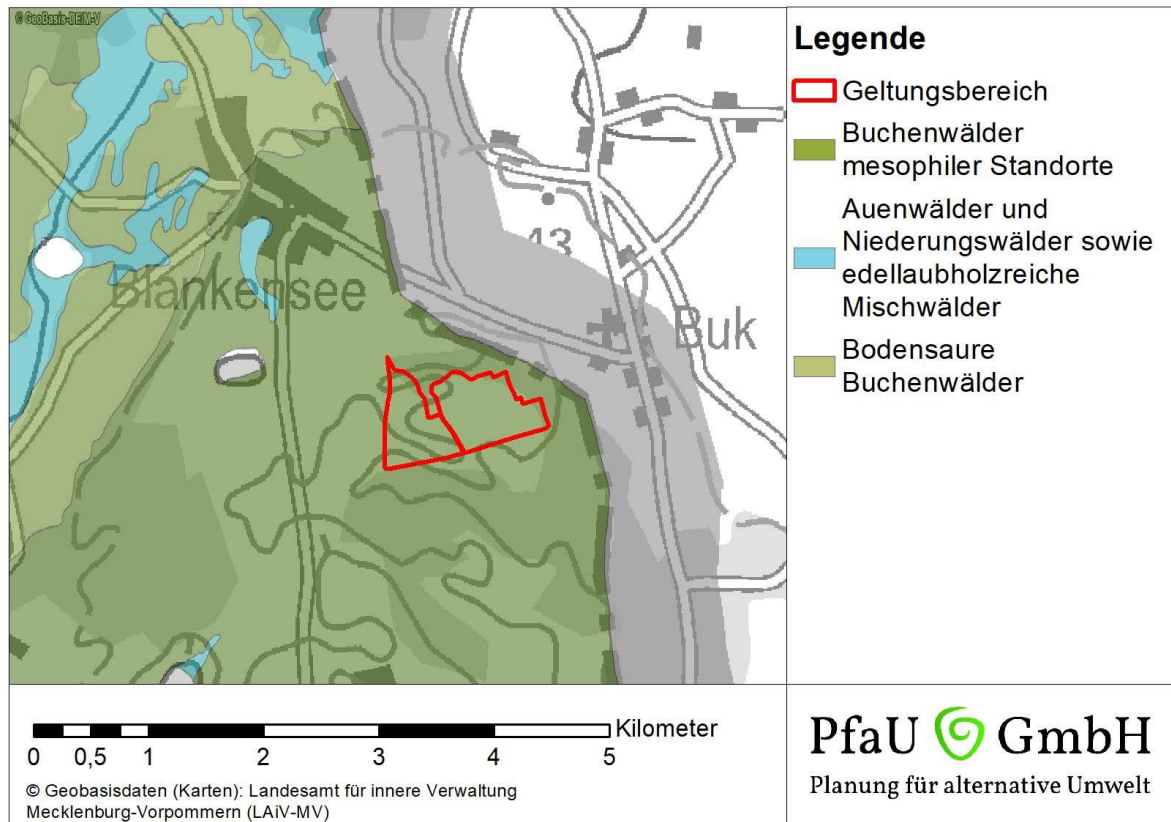 © GeoBasis-DE/M-V
43
Blankensee
Buk
Legende
Geltungsbereich
Buchenwälder
mesophiler Standorte
Auenwälder und
Niederungswälder sowie
edellaubholzreiche
Mischwälder
Bodensaure
Buchenwälder
Kilometer
0 0,5 1 2 3 4 5
© Geobasisdaten (Karten): Landesamt für innere Verwaltung
Mecklenburg-Vorpommern (LAiV-MV)
PfaU GmbH
Planung für alternative Umwelt